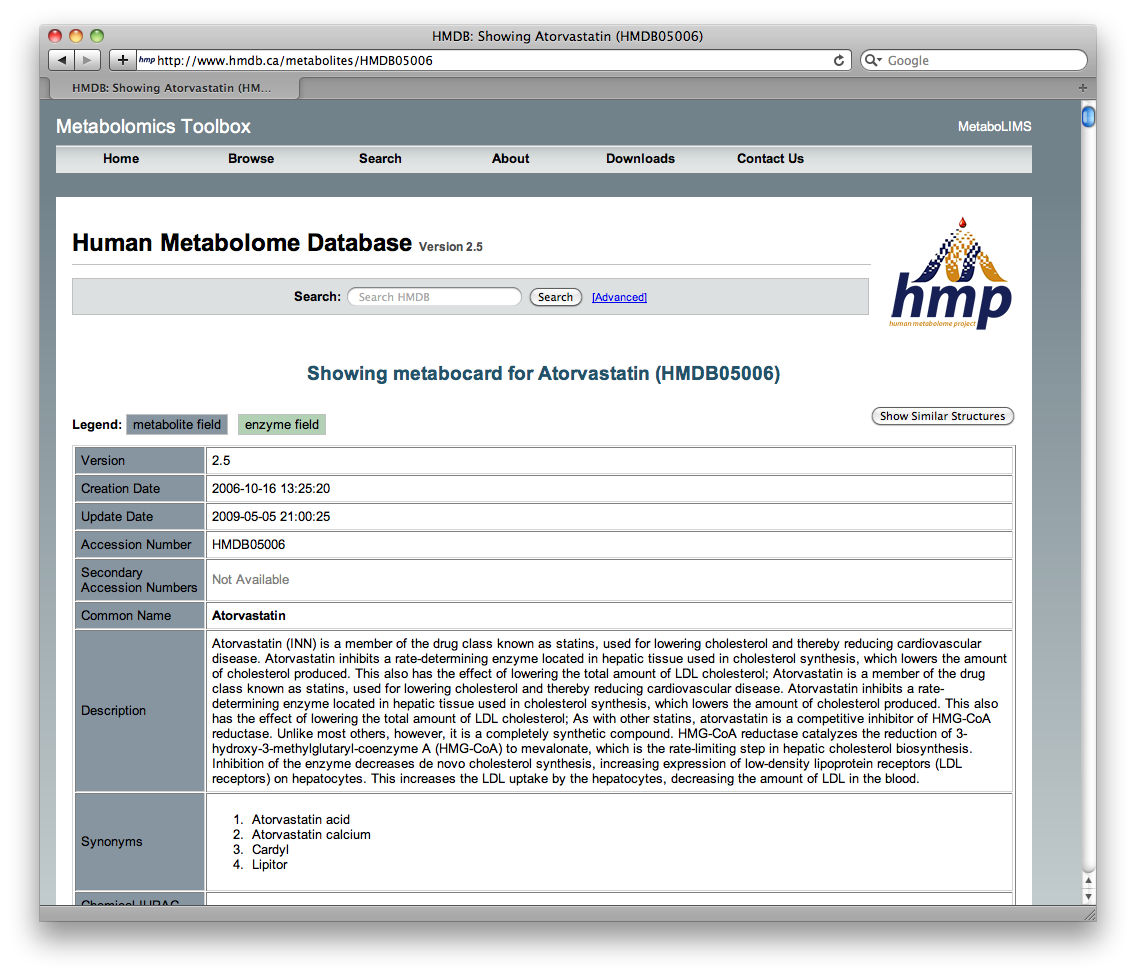 HMDB: Showing Atorvastatin (HMDB05006)
hmp http://www.hmdb.ca/metabolites/HMDB05006
Google
HMDB: Showing Atorvastatin (HM...
Metabolomics Toolbox
MetaboLIMS
Home Browse Search About Downloads Contact Us
Human Metabolome Database Version 2.5
Search: Search HMDB Search [Advanced]
hmp
human metabolome project
Showing metabocard for Atorvastatin (HMDB05006)
Legend: metabolite field enzyme field
Show Similar Structures
Version 2.5
Creation Date 2006-10-16 13:25:20
Update Date 2009-05-05 21:00:25
Accession Number HMDB05006
Secondary
Accession Numbers
Not Available
Common Name Atorvastatin
Description
Atorvastatin (INN) is a member of the drug class known as statins, used for lowering cholesterol and thereby reducing cardiovascular
disease. Atorvastatin inhibits a rate-determining enzyme located in hepatic tissue used in cholesterol synthesis, which lowers the amount
of cholesterol produced. This also has the effect of lowering the total amount of LDL cholesterol; Atorvastatin is a member of the drug
class known as statins, used for lowering cholesterol and thereby reducing cardiovascular disease. Atorvastatin inhibits a rate-
determining enzyme located in hepatic tissue used in cholesterol synthesis, which lowers the amount of cholesterol produced. This also
has the effect of lowering the total amount of LDL cholesterol; As with other statins, atorvastatin is a competitive inhibitor of HMG-CoA
reductase. Unlike most others, however, it is a completely synthetic compound. HMG-CoA reductase catalyzes the reduction of 3-
hydroxy-3-methylglutaryl-coenzyme A (HMG-CoA) to mevalonate, which is the rate-limiting step in hepatic cholesterol biosynthesis.
Inhibition of the enzyme decreases de novo cholesterol synthesis, increasing expression of low-density lipoprotein receptors (LDL
receptors) on hepatocytes. This increases the LDL uptake by the hepatocytes, decreasing the amount of LDL in the blood.
Synonyms
1. Atorvastatin acid
2. Atorvastatin calcium
3. Cardyl
4. Lipitor
Chemical IUPAC